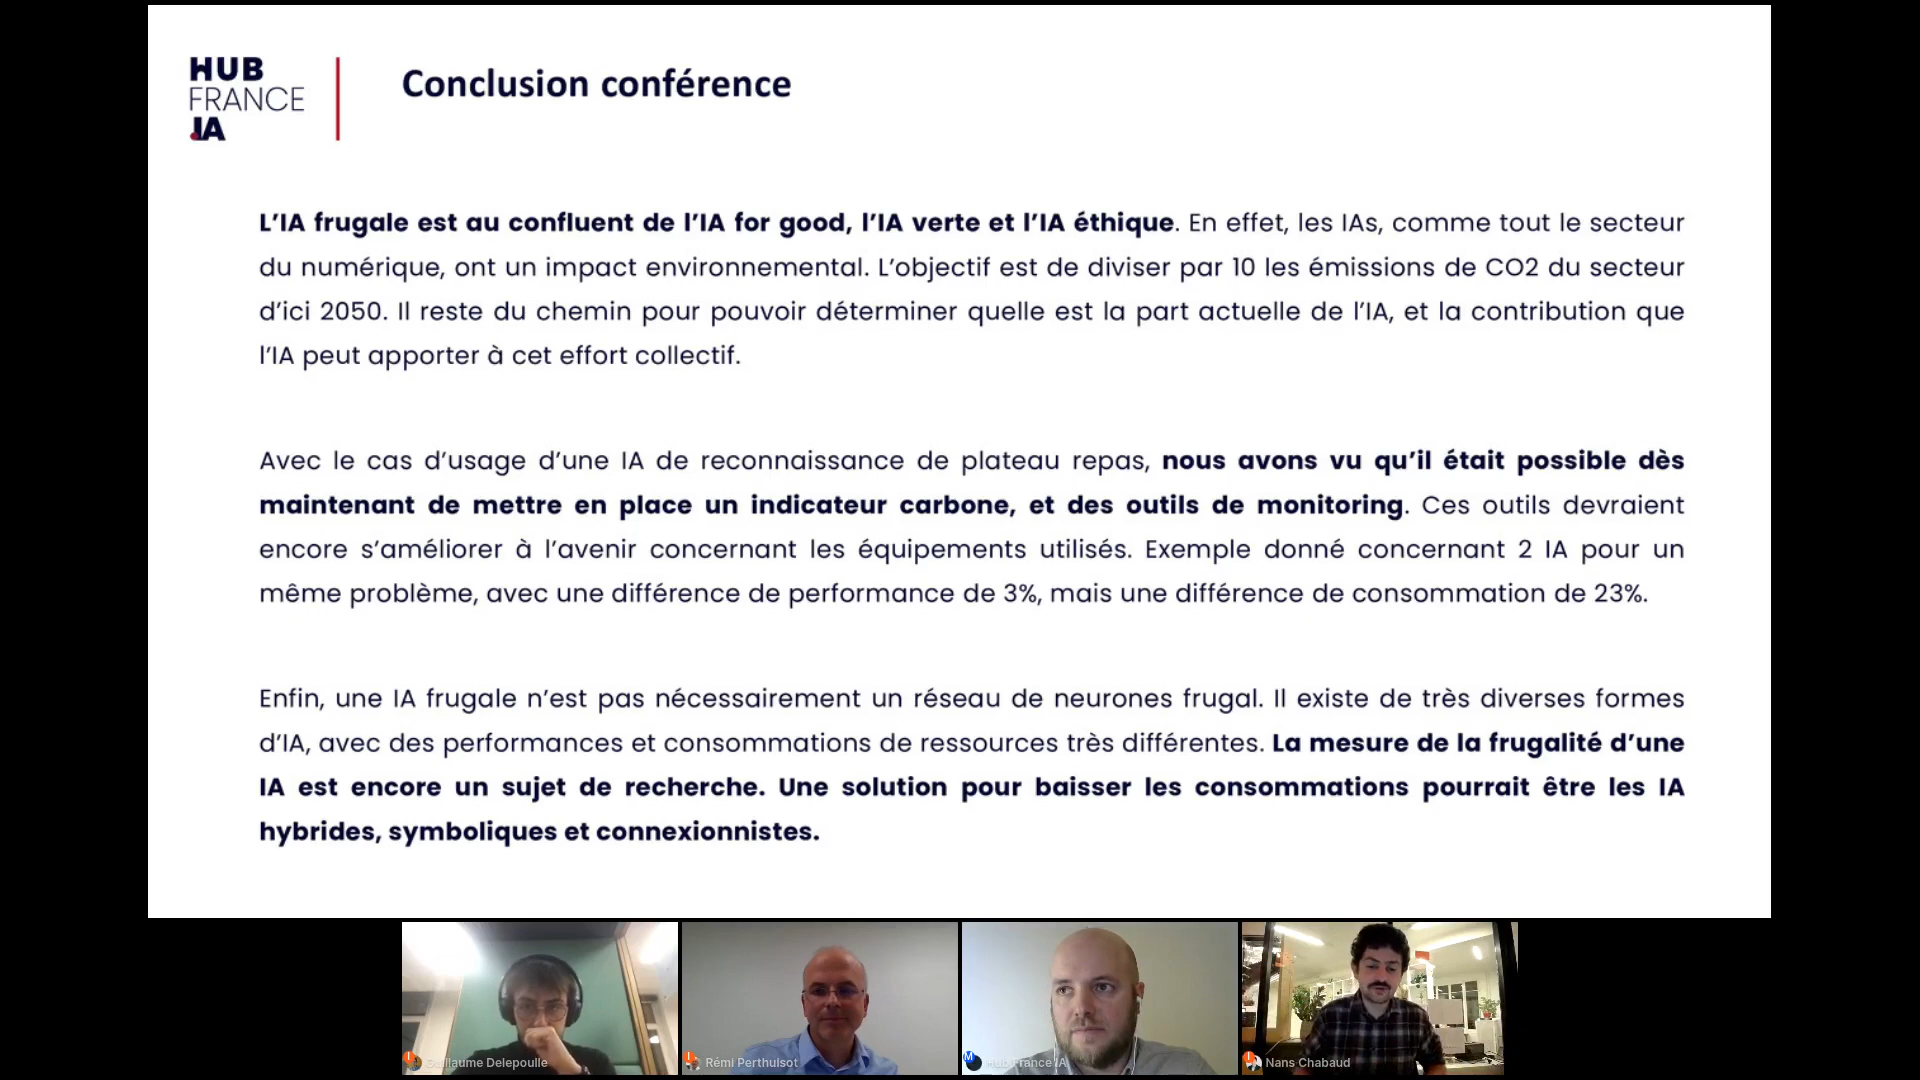 HUB
FRANCE
IA
Conclusion conférence
L’IA frugale est au confluent de l’IA for good, l’IA verte et l’IA éthique. En effet, les IAs, comme tout le secteur
du numérique, ont un impact environnemental. L’objectif est de diviser par 10 les émissions de CO2 du secteur
d’ici 2050. Il reste du chemin pour pouvoir déterminer quelle est la part actuelle de l’IA, et la contribution que
l’IA peut apporter à cet effort collectif.
Avec le cas d’usage d’une IA de reconnaissance de plateau repas, nous avons vu qu’il était possible dès
maintenant de mettre en place un indicateur carbone, et des outils de monitoring. Ces outils devraient
encore s’améliorer à l’avenir concernant les équipements utilisés. Exemple donné concernant 2 IA pour un
même problème, avec une différence de performance de 3%, mais une différence de consommation de 23%.
Enfin, une IA frugale n’est pas nécessairement un réseau de neurones frugal. Il existe de très diverses formes
d’IA, avec des performances et consommations de ressources très différentes. La mesure de la frugalité d’une
IA est encore un sujet de recherche. Une solution pour baisser les consommations pourrait être les IA
hybrides, symboliques et connexionnistes.
Guillaume Delepoulle
Rémi Perthuisot
Hub France IA
Nans Chabaud